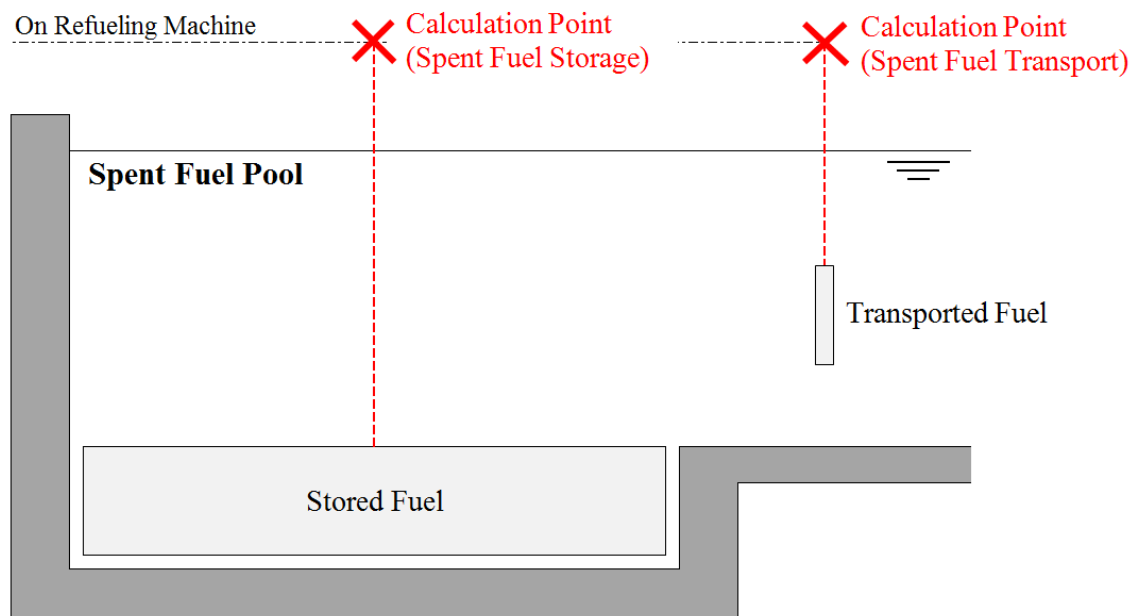 On Refueling Machine
Calculation Point
(Spent Fuel Storage)
Calculation Point
(Spent Fuel Transport)
Spent Fuel Pool
Transported Fuel
Stored Fuel